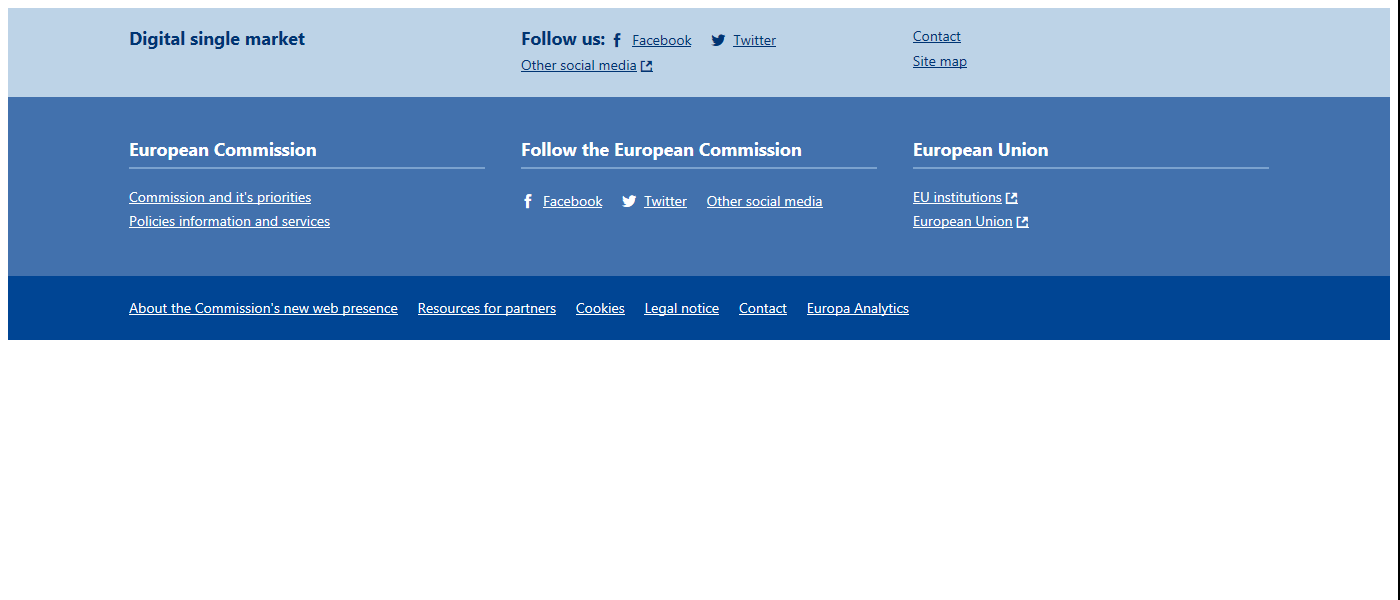 Digital single market
Follow us: Facebook Twitter
Other social media
Contact
Site map
European Commission
Commission and it's priorities
Policies information and services
Follow the European Commission
Facebook Twitter Other social media
European Union
EU institutions
European Union
About the Commission's new web presence Resources for partners Cookies Legal notice Contact Europa Analytics